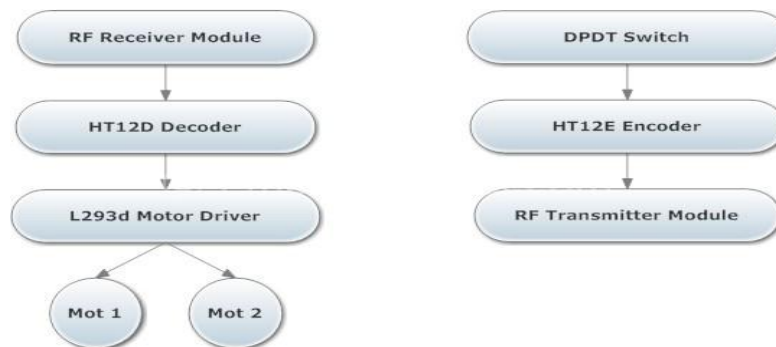 RF Receiver Module
HT12D Decoder
L293d Motor Driver
Mot 1
Mot 2
DPDT Switch
HT12E Encoder
RF Transmitter Module